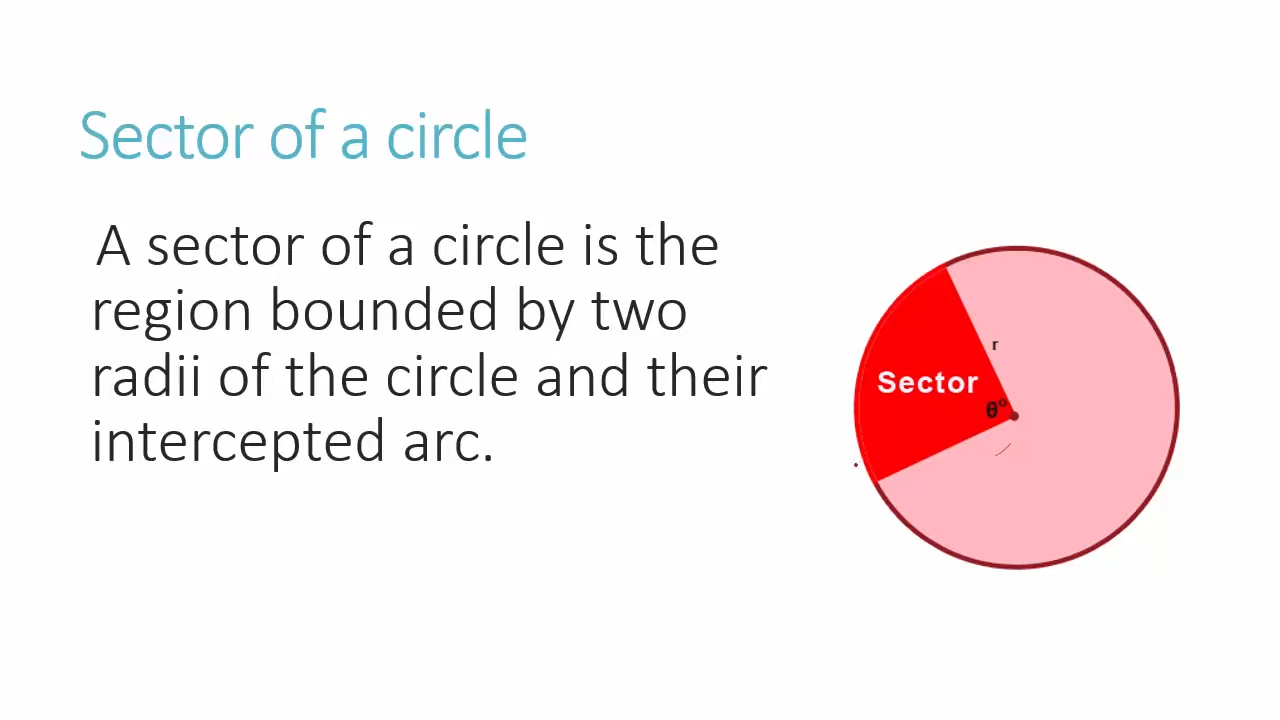 Sector of a circle
A sector of a circle is the
region bounded by two
radii of the circle and their
intercepted arc.
r
Sector
θ°